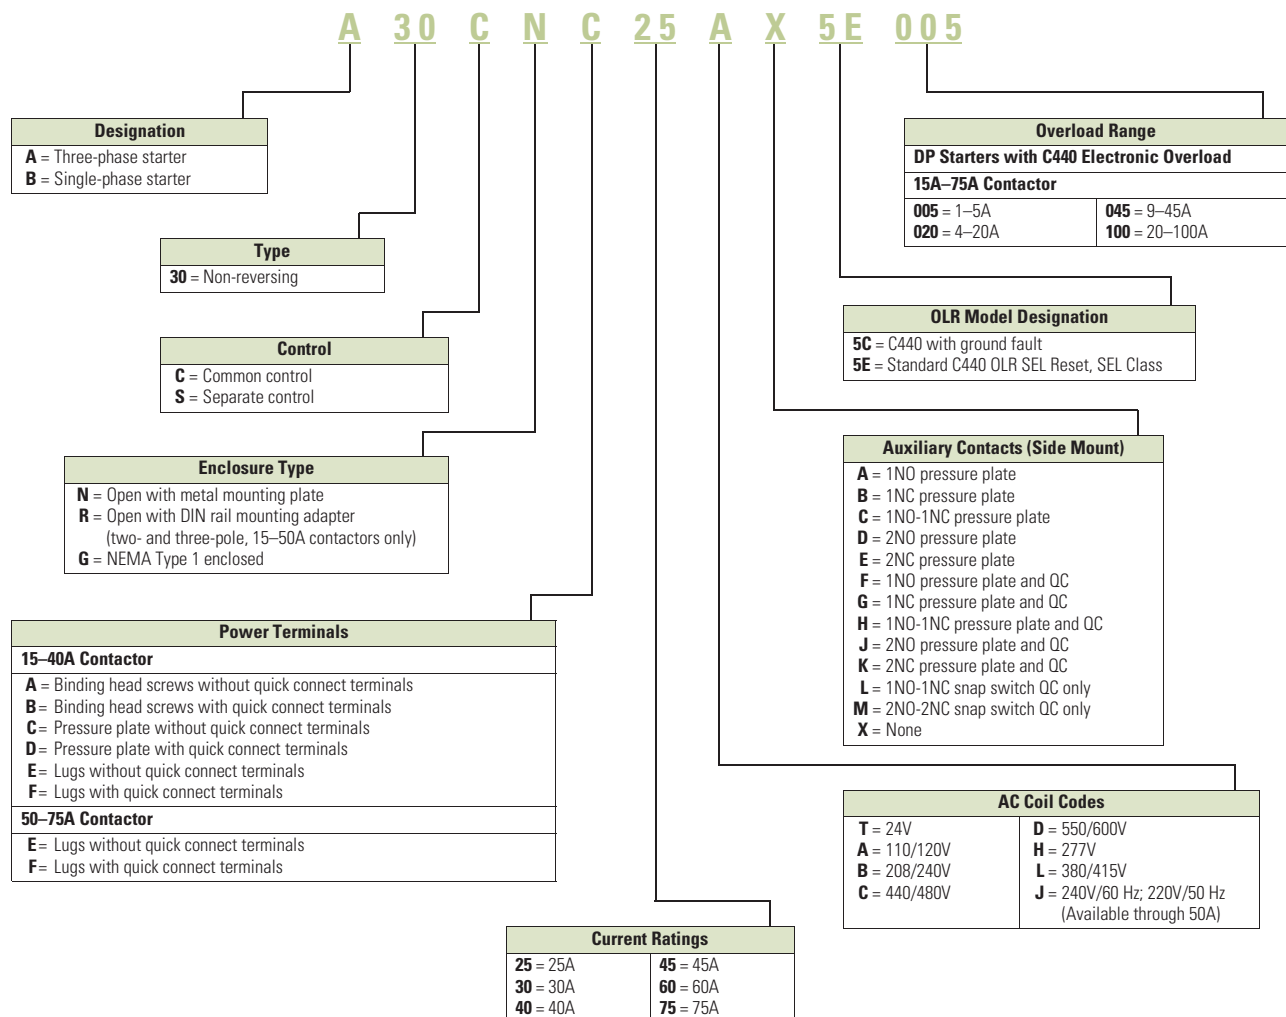 A 30 C N C 25 A X 5E 005
Designation
A = Three-phase starter
B = Single-phase starter
Type
30 = Non-reversing
Control
C = Common control
S = Separate control
Enclosure Type
N = Open with metal mounting plate
R = Open with DIN rail mounting adapter
(two- and three-pole, 15–50A contactors only)
G = NEMA Type 1 enclosed
Power Terminals
15–40A Contactor
A = Binding head screws without quick connect terminals
B = Binding head screws with quick connect terminals
C = Pressure plate without quick connect terminals
D = Pressure plate with quick connect terminals
E = Lugs without quick connect terminals
F = Lugs with quick connect terminals
50–75A Contactor
E = Lugs without quick connect terminals
F = Lugs with quick connect terminals
Current Ratings
25 = 25A
30 = 30A
40 = 40A
45 = 45A
60 = 60A
75 = 75A
Overload Range
DP Starters with C440 Electronic Overload
15A–75A Contactor
005 = 1–5A
020 = 4–20A
045 = 9–45A
100 = 20–100A
OLR Model Designation
5C = C440 with ground fault
5E = Standard C440 OLR SEL Reset, SEL Class
Auxiliary Contacts (Side Mount)
A = 1NO pressure plate
B = 1NC pressure plate
C = 1NO-1NC pressure plate
D = 2NO pressure plate
E = 2NC pressure plate
F = 1NO pressure plate and QC
G = 1NC pressure plate and QC
H = 1NO-1NC pressure plate and QC
J = 2NO pressure plate and QC
K = 2NC pressure plate and QC
L = 1NO-1NC snap switch QC only
M = 2NO-2NC snap switch QC only
X = None
AC Coil Codes
T = 24V
A = 110/120V
B = 208/240V
C = 440/480V
D = 550/600V
H = 277V
L = 380/415V
J = 240V/60 Hz; 220V/50 Hz
(Available through 50A)